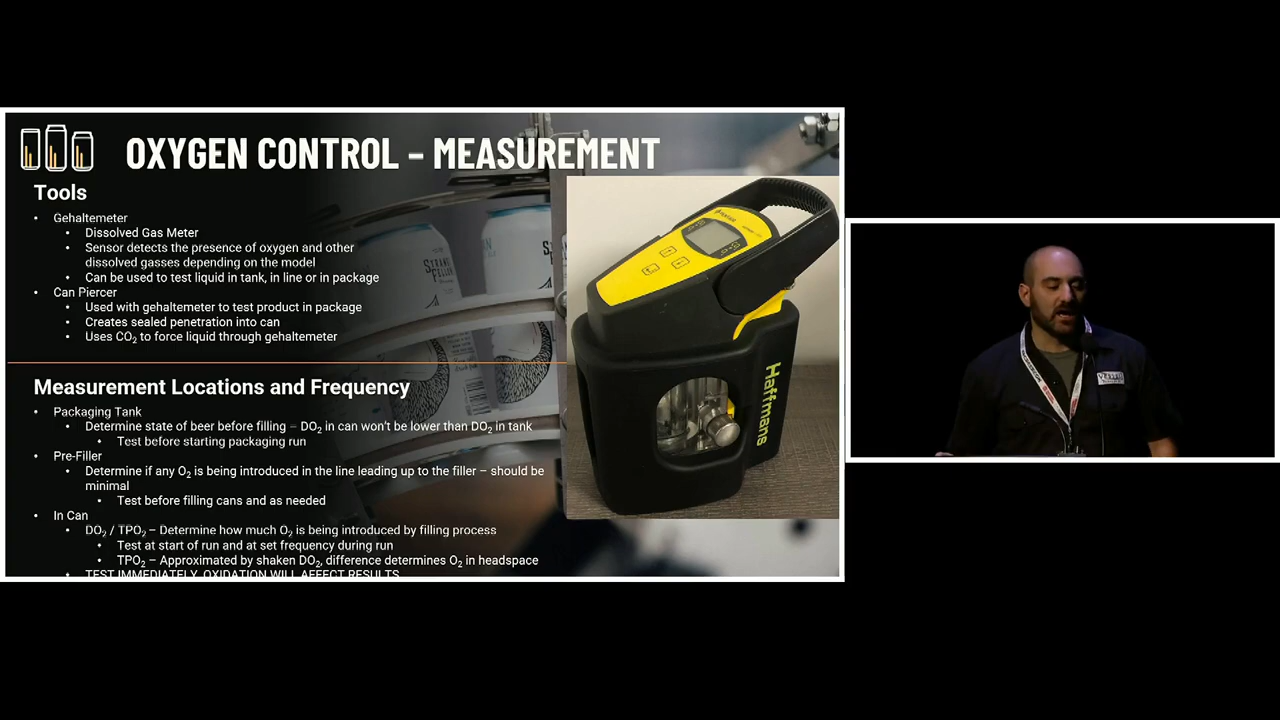 OXYGEN CONTROL – MEASUREMENT
Tools
• Gehaltemeter
• Dissolved Gas Meter
• Sensor detects the presence of oxygen and other
dissolved gasses depending on the model
• Can be used to test liquid in tank, in line or in package
• Can Piercer
• Used with gehaltemeter to test product in package
• Creates sealed penetration into can
• Uses CO₂ to force liquid through gehaltemeter
Measurement Locations and Frequency
• Packaging Tank
• Determine state of beer before filling – DO₂ in can won't be lower than DO₂ in tank
• Test before starting packaging run
• Pre-Filler
• Determine if any O₂ is being introduced in the line leading up to the filler – should be
minimal
• Test before filling cans and as needed
• In Can
• DO₂ / TPO₂ – Determine how much O₂ is being introduced by filling process
• Test at start of run and at set frequency during run
• TPO₂ – Approximated by shaken DO₂, difference determines O₂ in headspace
• TEST IMMEDIATELY, OXIDATION WILL AFFECT RESULTS
Haffmans